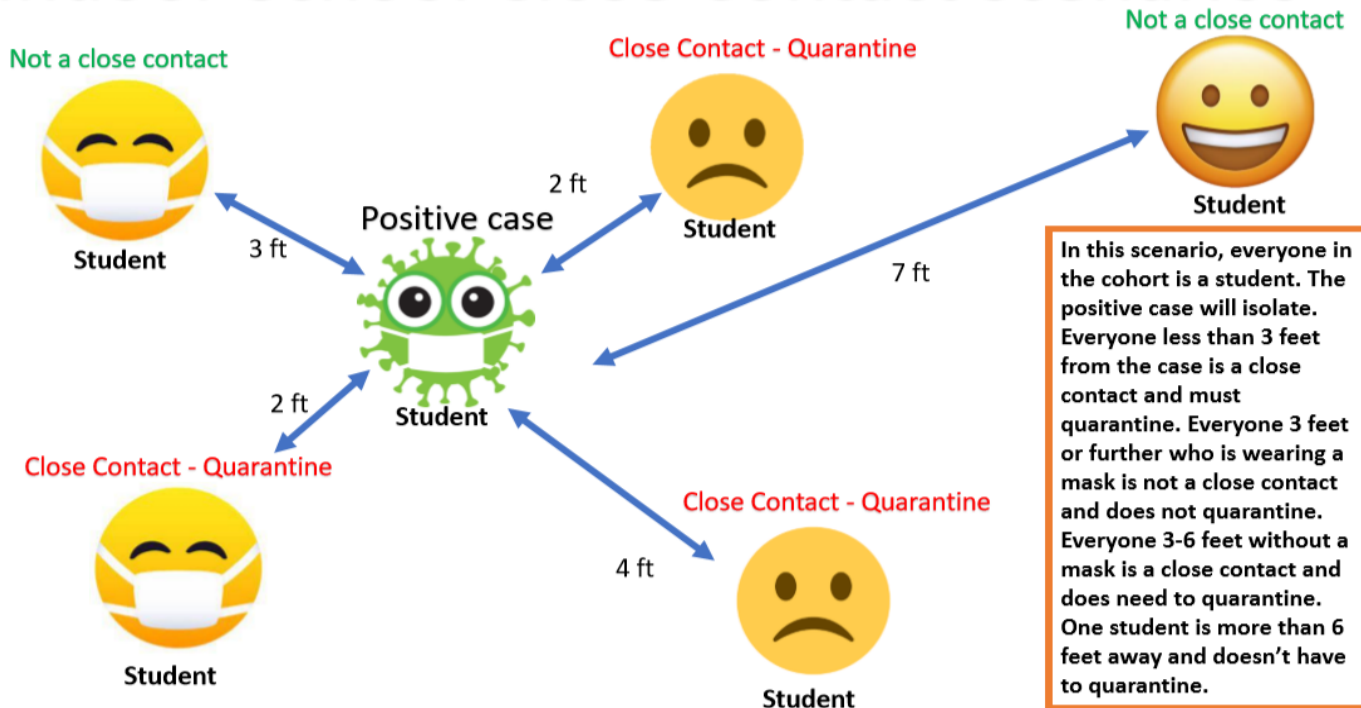 Not a close contact
Close Contact - Quarantine
Not a close contact
Student
3 ft
Positive case
2 ft
Student
Student
7 ft
Student
2 ft
Close Contact - Quarantine
Student
4 ft
Close Contact - Quarantine
Student
In this scenario, everyone in
the cohort is a student. The
positive case will isolate.
Everyone less than 3 feet
from the case is a close
contact and must
quarantine. Everyone 3 feet
or further who is wearing a
mask is not a close contact
and does not quarantine.
Everyone 3-6 feet without a
mask is a close contact and
does need to quarantine.
One student is more than 6
feet away and doesn't have
to quarantine.